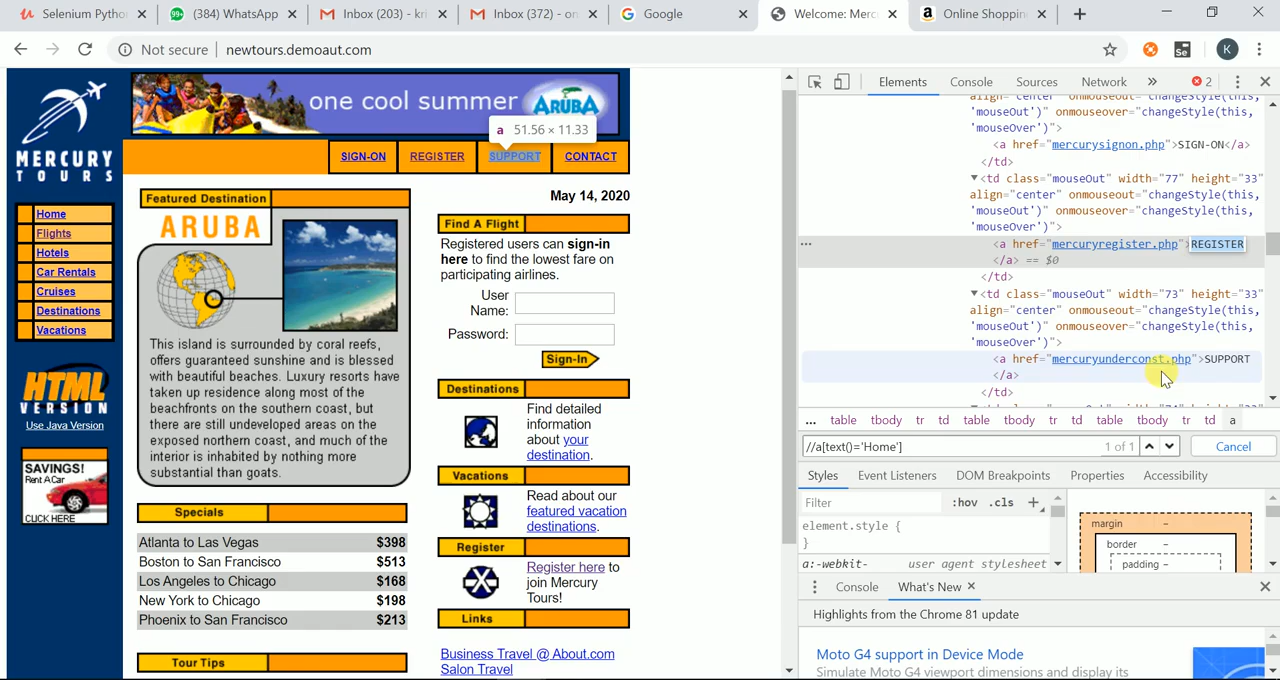 Selenium Pytho
(384) WhatsApp
Inbox (203) - kri
Inbox (372) - om
Google
Welcome: Merc
Online Shoppin
Not secure
newtours.demoaut.com
K
MERCURY
TOURS
one cool summer
ARUBA
a 51.56 × 11.33
SIGN-ON
REGISTER
SUPPORT
CONTACT
Home
Flights
Hotels
Car Rentals
Cruises
Destinations
Vacations
HTML
VERSION
Use Java Version
SAVINGS!
Rent A Car
CLICK HERE
Featured Destination
ARUBA
This island is surrounded by coral reefs,
offers guaranteed sunshine and is blessed
with beautiful beaches. Luxury resorts have
taken up residence along most of the
beachfronts on the southern coast, but
there are still undeveloped areas on the
exposed northern coast, and much of the
interior is inhabited by nothing more
substantial than goats.
Specials
Atlanta to Las Vegas $398
Boston to San Francisco $513
Los Angeles to Chicago $168
New York to Chicago $198
Phoenix to San Francisco $213
Tour Tips
May 14, 2020
Find A Flight
Registered users can sign-in
here to find the lowest fare on
participating airlines.
User
Name:
Password:
Sign-In
Destinations
Find detailed
information
about your
destination.
Vacations
Read about our
featured vacation
destinations.
Register
Register here to
join Mercury
Tours!
Links
Business Travel @ About.com
Salon Travel
Elements
Console
Sources
Network
2
align="center" onmouseout="changeStyle(this,
'mouseOut')" onmouseover="changeStyle(this,
'mouseOver')">
<a href="mercurysignon.php">SIGN-ON</a>
</td>
<td class="mouseOut" width="77" height="33"
align="center" onmouseover="changeStyle(this,
'mouseOut')" onmouseover="changeStyle(this,
'mouseOver')">
<a href="mercuryregister.php">REGISTER
</a> == $0
</td>
<td class="mouseOut" width="73" height="33"
align="center" onmouseover="changeStyle(this,
'mouseOut')" onmouseover="changeStyle(this,
'mouseOver')">
<a href="mercuryunderconst.php">SUPPORT
</a>
</td>
... table tbody tr td table tbody tr td table tbody tr td a
//a[text()='Home']
1 of 1
Cancel
Styles
Event Listeners
DOM Breakpoints
Properties
Accessibility
Filter
:hov .cls +
element.style {
}
a:-webkit-
user agent stylesheet
margin
–
border
–
padding –
Console
What's New
Highlights from the Chrome 81 update
Moto G4 support in Device Mode
Simulate Moto G4 viewport dimensions and display its